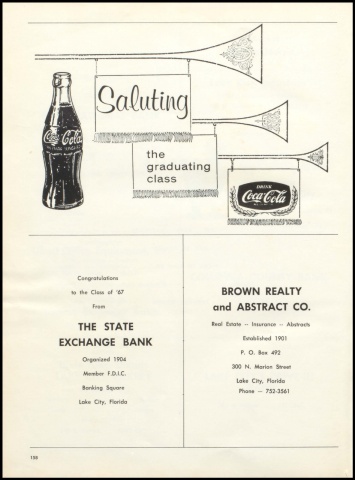 Saluting
the
graduating
class
DRINK
Coca-Cola
Coca-Cola
Congratulations
to the Class of '67
From
THE STATE
EXCHANGE BANK
Organized 1904
Member F.D.I.C.
Banking Square
Lake City, Florida
BROWN REALTY
and ABSTRACT CO.
Real Estate -- Insurance -- Abstracts
Established 1901
P. O. Box 492
300 N. Marion Street
Lake City, Florida
Phone -- 752-3561
158